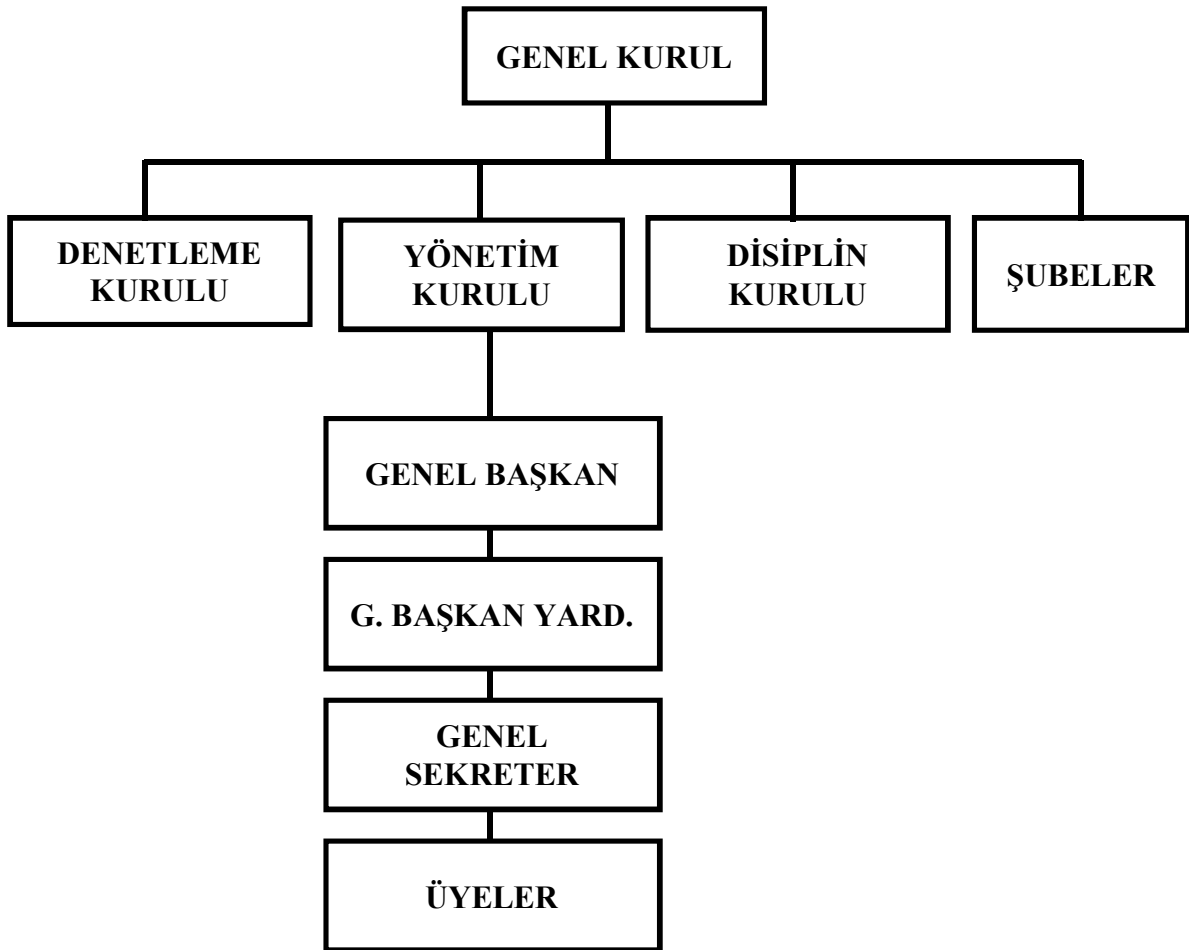 GENEL KURUL
DENETLEME
KURULU
YÖNETİM
KURULU
DİSİPLİN
KURULU
ŞUBELER
GENEL BAŞKAN
G. BAŞKAN YARD.
GENEL
SEKRETER
ÜYELER